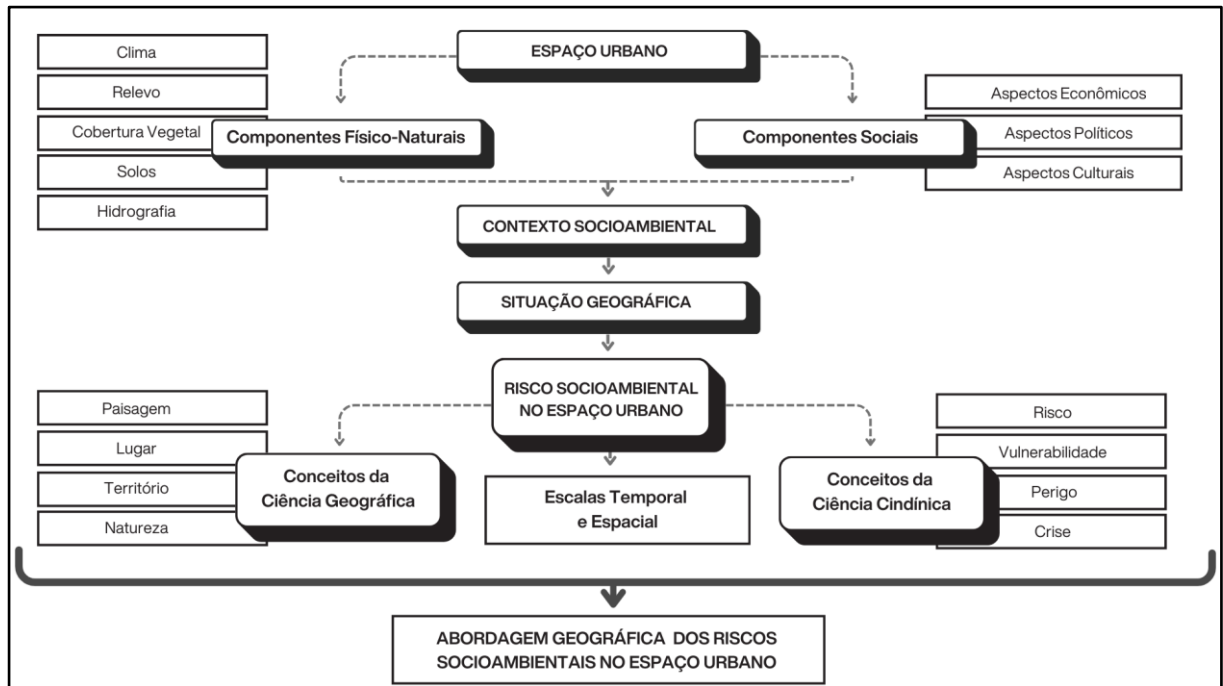 ESPAÇO URBANO
Clima
Relevo
Cobertura Vegetal
Solos
Hidrografia
Componentes Físico-Naturais
Componentes Sociais
Aspectos Econômicos
Aspectos Políticos
Aspectos Culturais
CONTEXTO SOCIOAMBIENTAL
SITUAÇÃO GEOGRÁFICA
RISCO SOCIOAMBIENTAL
NO ESPAÇO URBANO
Paisagem
Lugar
Território
Natureza
Conceitos da
Ciência Geográfica
Escalas Temporal
e Espacial
Conceitos da
Ciência Cindínica
Risco
Vulnerabilidade
Perigo
Crise
ABORDAGEM GEOGRÁFICA DOS RISCOS
SOCIOAMBIENTAIS NO ESPAÇO URBANO